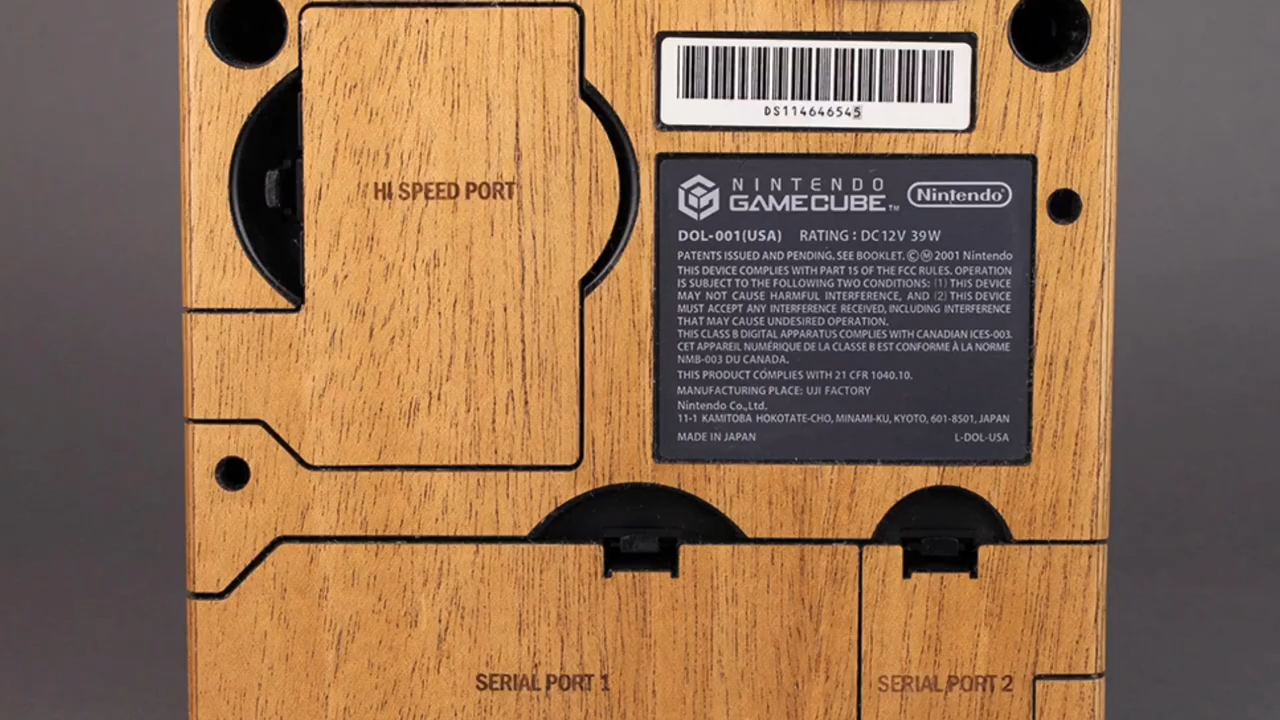 DS114646545
HI SPEED PORT
NINTENDO
GAMECUBE™
Nintendo®
DOL-001(USA) RATING : DC12V 39W
PATENTS ISSUED AND PENDING. SEE BOOKLET. ©Ⓜ 2001 Nintendo
THIS DEVICE COMPLIES WITH PART 15 OF THE FCC RULES. OPERATION
IS SUBJECT TO THE FOLLOWING TWO CONDITIONS: (1) THIS DEVICE
MAY NOT CAUSE HARMFUL INTERFERENCE, AND (2) THIS DEVICE
MUST ACCEPT ANY INTERFERENCE RECEIVED, INCLUDING INTERFERENCE
THAT MAY CAUSE UNDESIRED OPERATION.
THIS CLASS B DIGITAL APPARATUS COMPLIES WITH CANADIAN ICES-003.
CET APPAREIL NUMÉRIQUE DE LA CLASSE B EST CONFORME À LA NORME
NMB-003 DU CANADA.
THIS PRODUCT COMPLIES WITH 21 CFR 1040.10.
MANUFACTURING PLACE: UJI FACTORY
Nintendo Co.,Ltd.
11-1 KAMITOBA HOKOTATE-CHO, MINAMI-KU, KYOTO, 601-8501, JAPAN
MADE IN JAPAN L-DOL-USA
SERIAL PORT 1
SERIAL PORT 2